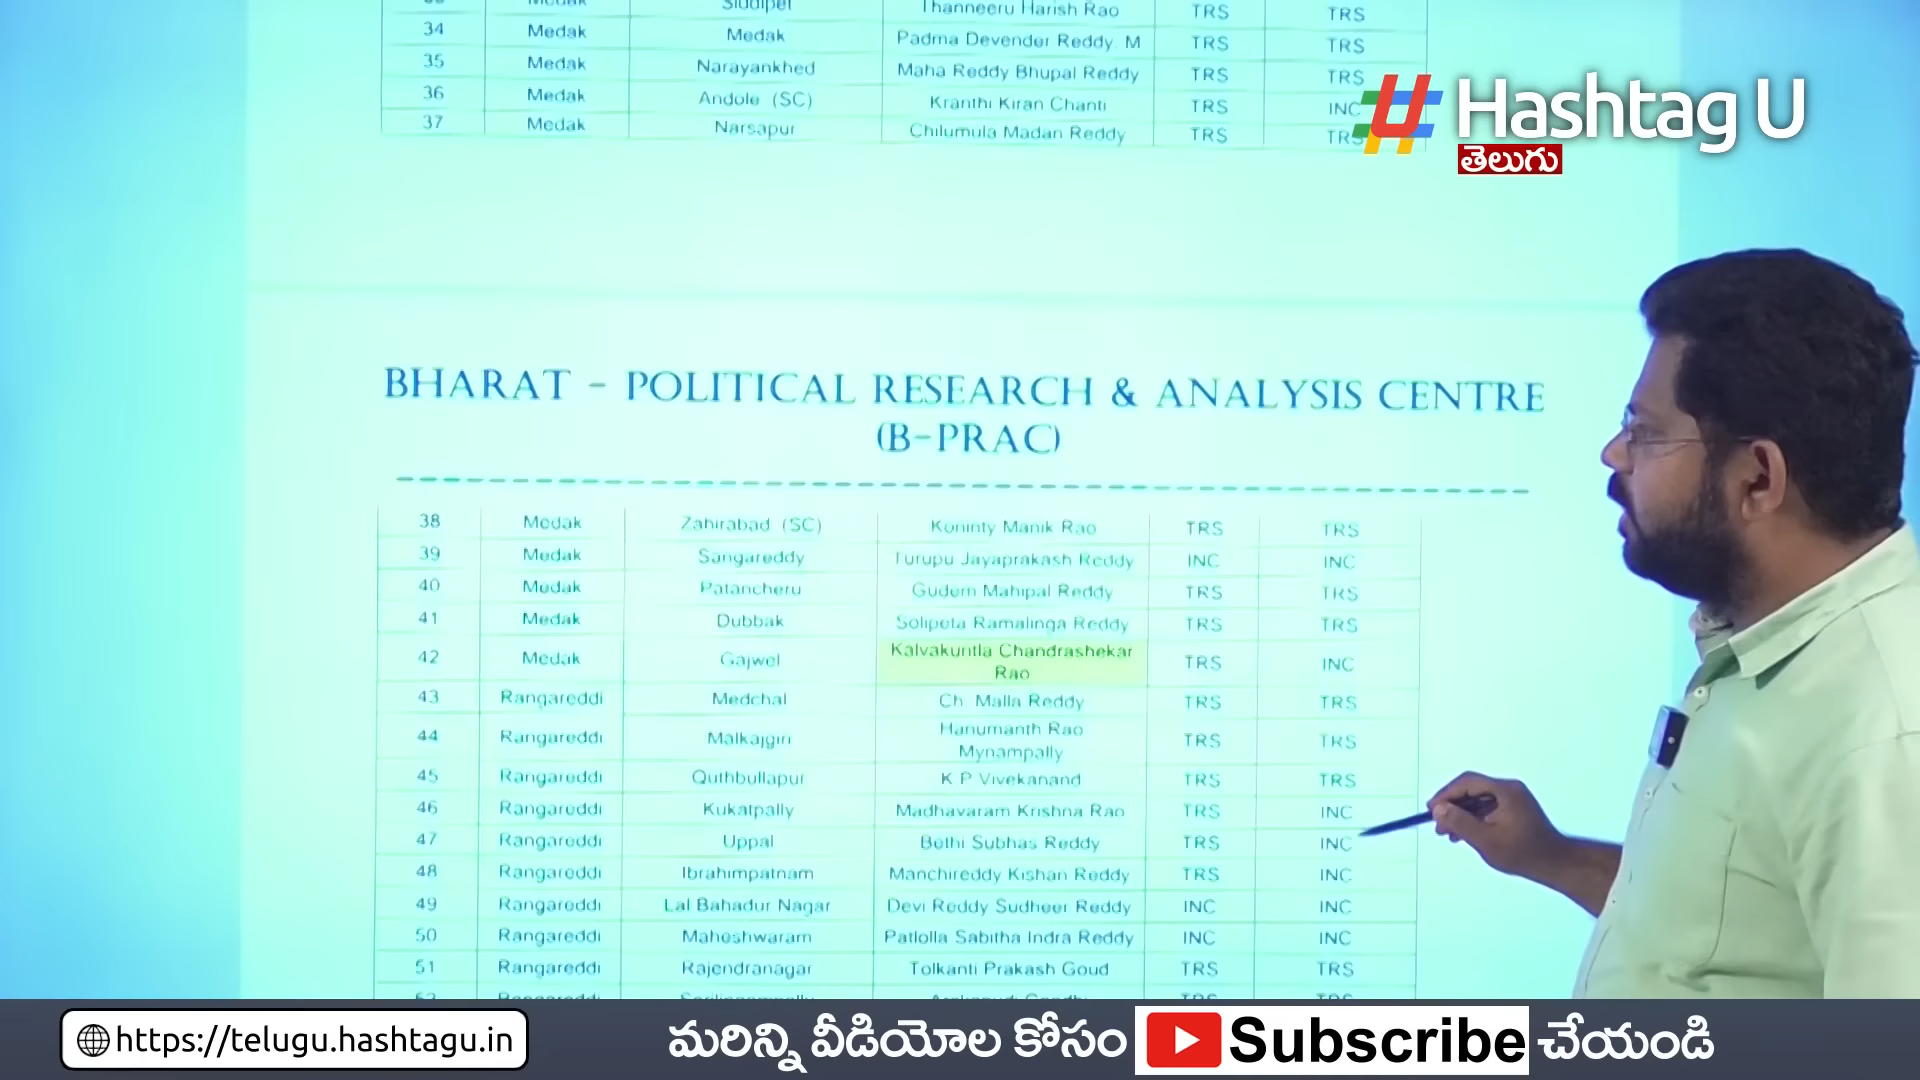 Thanneeru Harish Rao TRS TRS
34 Medak Medak Padma Devender Reddy M TRS TRS
35 Medak Narayankhed Maha Reddy Bhupal Reddy TRS TRS
36 Medak Andole (SC) Kranthi Kiran Chanti TRS INC
37 Medak Narsapur Chilumula Madan Reddy TRS TRS
Hashtag U
తెలుగు
BHARAT - POLITICAL RESEARCH & ANALYSIS CENTRE
(B-PRAC)
38 Medak Zahirabad (SC) Koninty Manik Rao TRS TRS
39 Medak Sangareddy Turupu Jayaprakash Reddy INC INC
40 Medak Patancheru Gudem Mahipal Reddy TRS TRS
41 Medak Dubbak Solipeta Ramalinga Reddy TRS TRS
42 Medak Gajwel Kalvakuntla Chandrashekar Rao TRS INC
43 Rangareddi Medchal Ch Malla Reddy TRS TRS
44 Rangareddi Malkajgiri Hanumanth Rao Mynampally TRS TRS
45 Rangareddi Quthbullapur K P Vivekanand TRS TRS
46 Rangareddi Kukatpally Madhavaram Krishna Rao TRS INC
47 Rangareddi Uppal Bethi Subhas Reddy TRS INC
48 Rangareddi Ibrahimpatnam Manchireddy Kishan Reddy TRS INC
49 Rangareddi Lal Bahadur Nagar Devi Reddy Sudheer Reddy INC INC
50 Rangareddi Maheshwaram Patlolla Sabitha Indra Reddy INC INC
51 Rangareddi Rajendranagar Tolkanti Prakash Goud TRS TRS
https://telugu.hashtagu.in
మరిన్ని వీడియోల కోసం Subscribe చేయండి